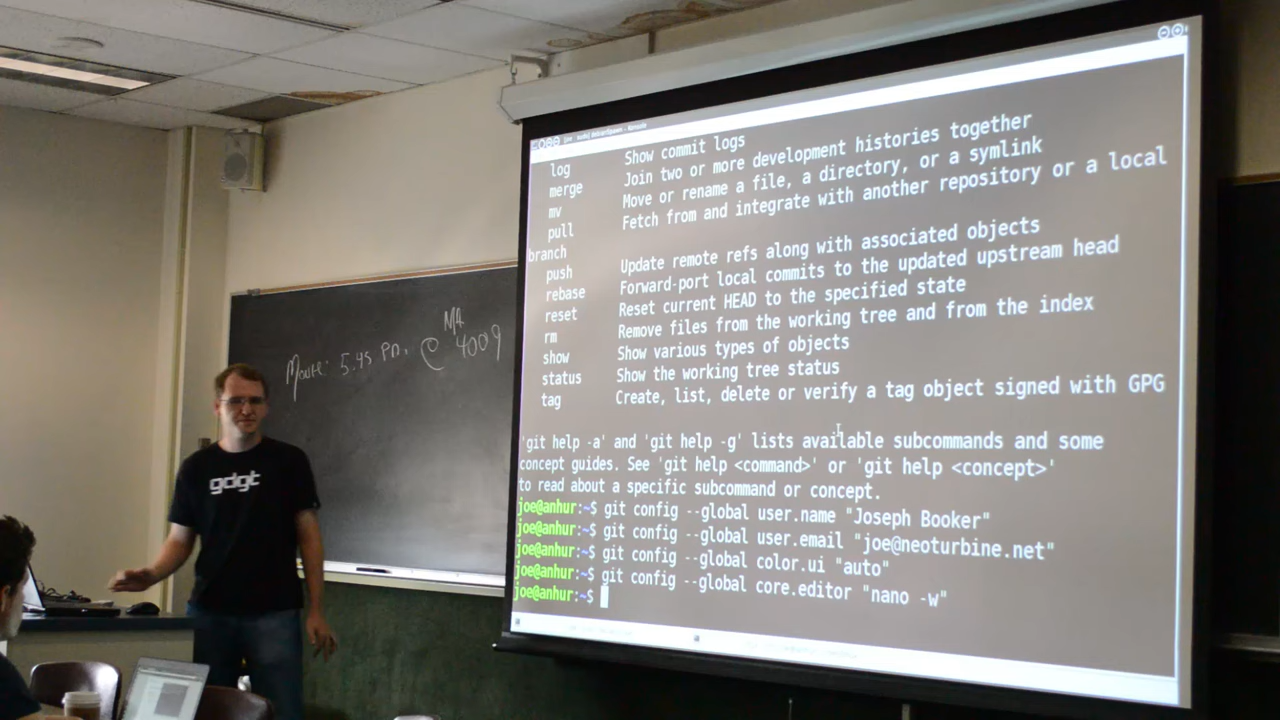 log Show commit logs
merge Join two or more development histories together
mv Move or rename a file, a directory, or a symlink
pull Fetch from and integrate with another repository or a local
branch
push Update remote refs along with associated objects
rebase Forward-port local commits to the updated upstream head
reset Reset current HEAD to the specified state
rm Remove files from the working tree and from the index
show Show various types of objects
status Show the working tree status
tag Create, list, delete or verify a tag object signed with GPG
'git help -a' and 'git help -g' lists available subcommands and some
concept guides. See 'git help <command>' or 'git help <concept>'
to read about a specific subcommand or concept.
joe@anhur:~$ git config --global user.name "Joseph Booker"
joe@anhur:~$ git config --global user.email "joe@neoturbine.net"
joe@anhur:~$ git config --global color.ui "auto"
joe@anhur:~$ git config --global core.editor "nano -w"
joe@anhur:~$
5:45 @ 4009
gdgt